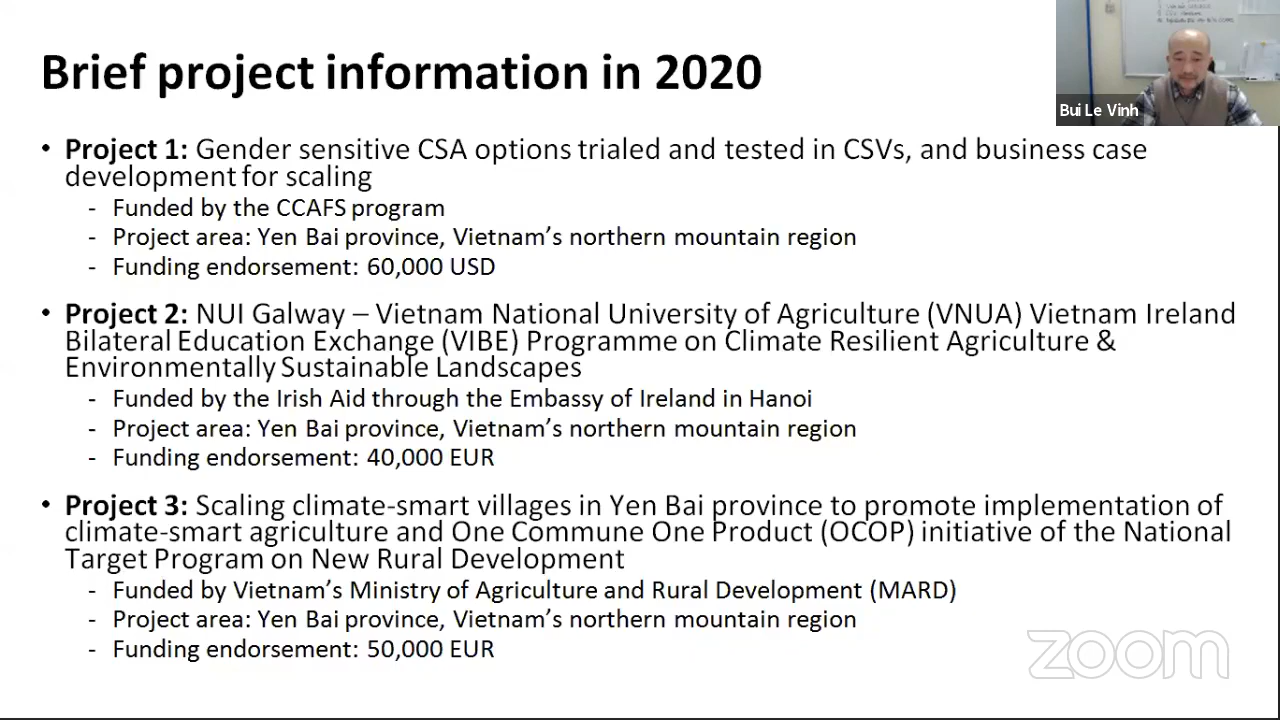 Brief project information in 2020
Bui Le Vinh
• Project 1: Gender sensitive CSA options trialed and tested in CSVs, and business case
development for scaling
- Funded by the CCAFS program
- Project area: Yen Bai province, Vietnam’s northern mountain region
- Funding endorsement: 60,000 USD
• Project 2: NUI Galway – Vietnam National University of Agriculture (VNUA) Vietnam Ireland
Bilateral Education Exchange (VIBE) Programme on Climate Resilient Agriculture &
Environmentally Sustainable Landscapes
- Funded by the Irish Aid through the Embassy of Ireland in Hanoi
- Project area: Yen Bai province, Vietnam’s northern mountain region
- Funding endorsement: 40,000 EUR
• Project 3: Scaling climate-smart villages in Yen Bai province to promote implementation of
climate-smart agriculture and One Commune One Product (OCOP) initiative of the National
Target Program on New Rural Development
- Funded by Vietnam’s Ministry of Agriculture and Rural Development (MARD)
- Project area: Yen Bai province, Vietnam’s northern mountain region
- Funding endorsement: 50,000 EUR
zoom